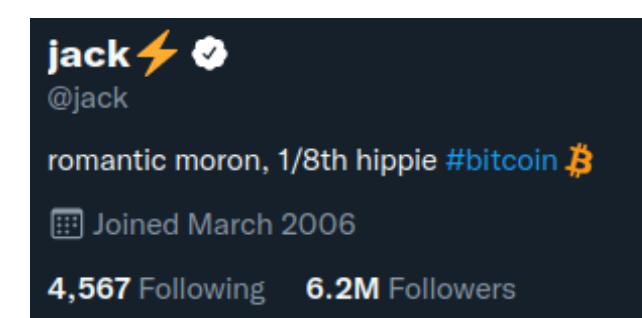 jack⚡
@jack
romantic moron, 1/8th hippie #bitcoin ₿
Joined March 2006
4,567 Following 6.2M Followers